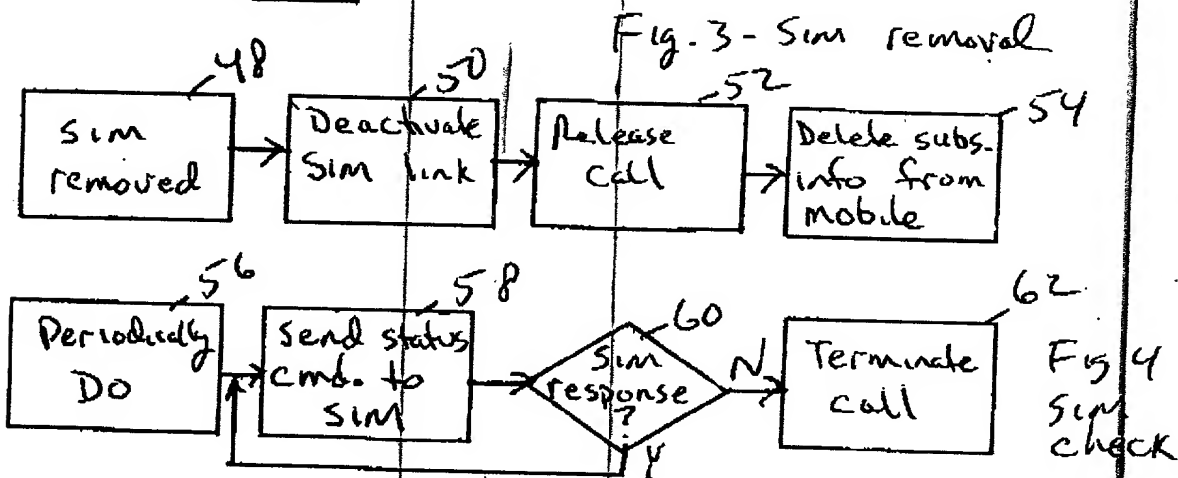 Fig. 3 - Sim removal
48
Sim
removed
50
Deactivate
Sim link
52
Release
call
54
Delete subs.
info from
mobile
56
Periodically
DO
58
Send status
cmd. to
SIM
60
Sim
response
?
N
Y
62
Terminate
call
Fig 4
Sim
check